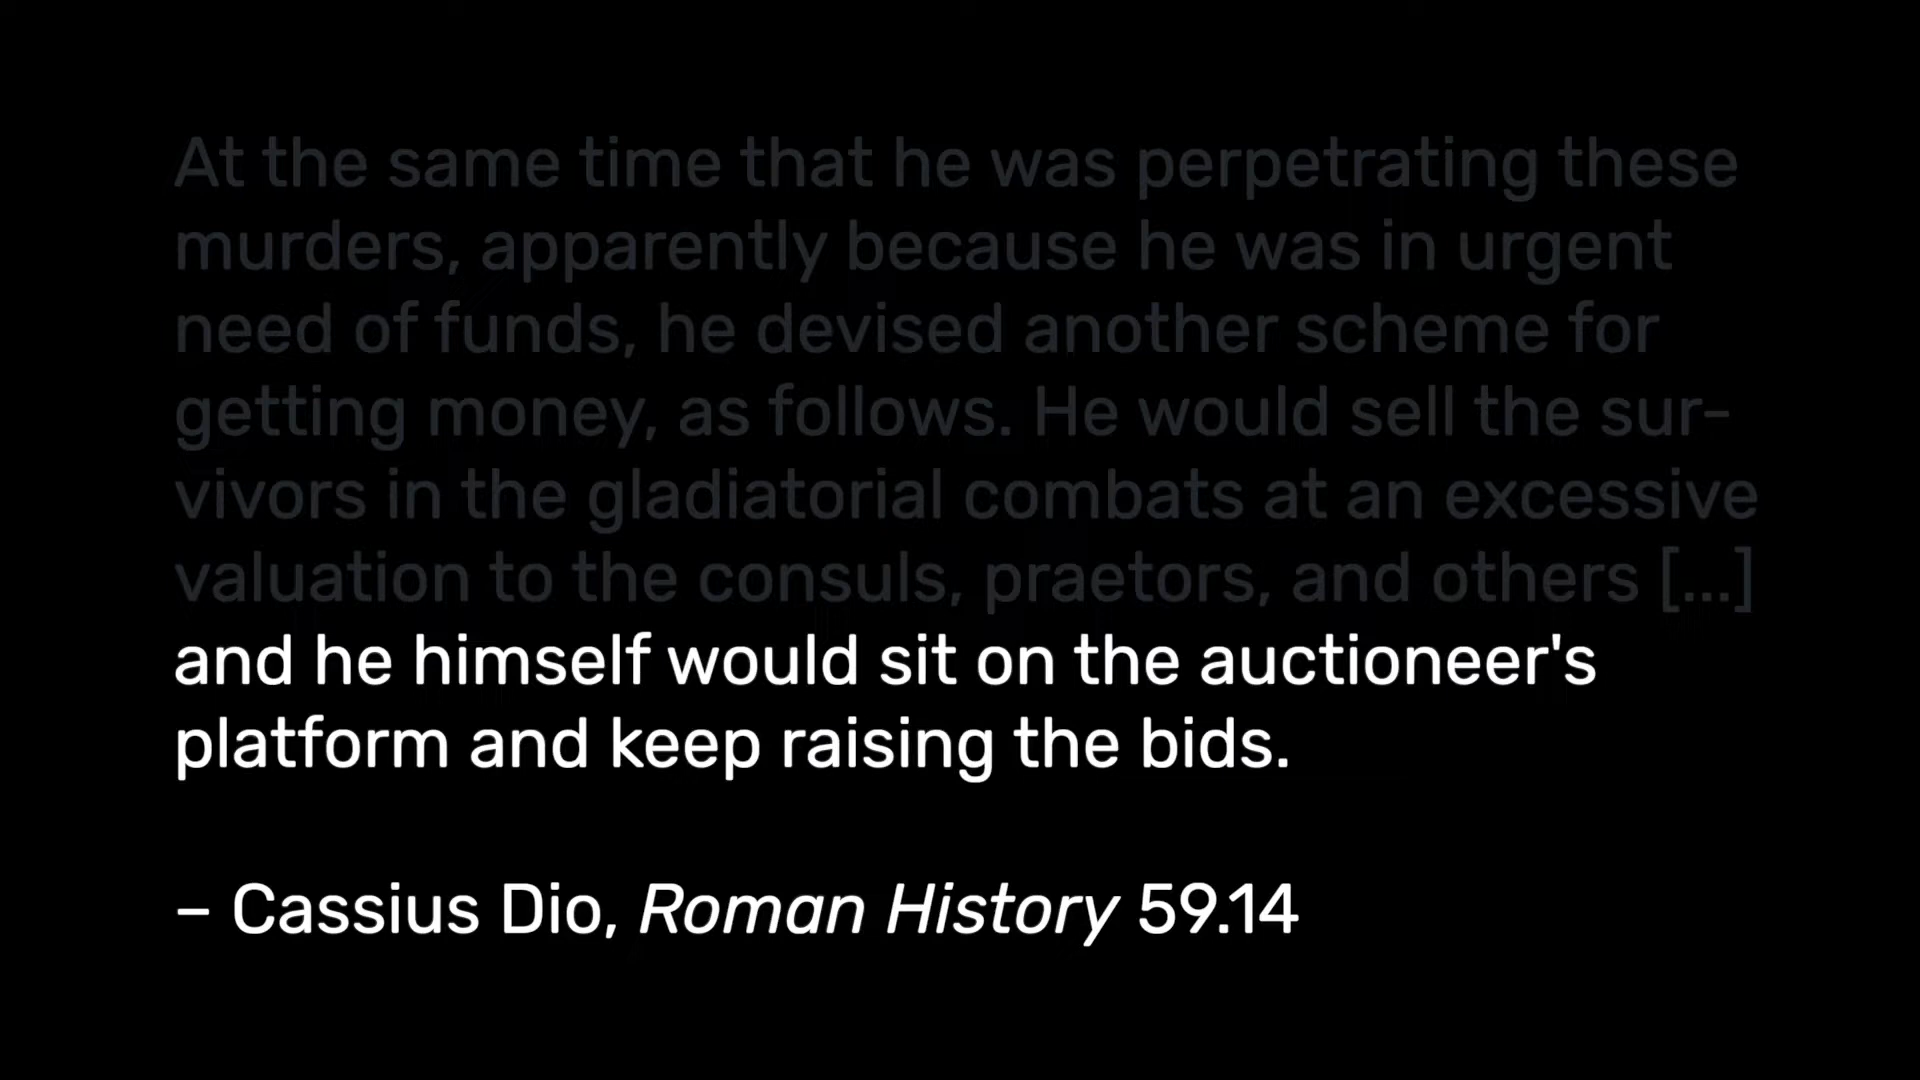 At the same time that he was perpetrating these
murders, apparently because he was in urgent
need of funds, he devised another scheme for
getting money, as follows. He would sell the sur-
vivors in the gladiatorial combats at an excessive
valuation to the consuls, praetors, and others [...]
and he himself would sit on the auctioneer's
platform and keep raising the bids.
– Cassius Dio, Roman History 59.14